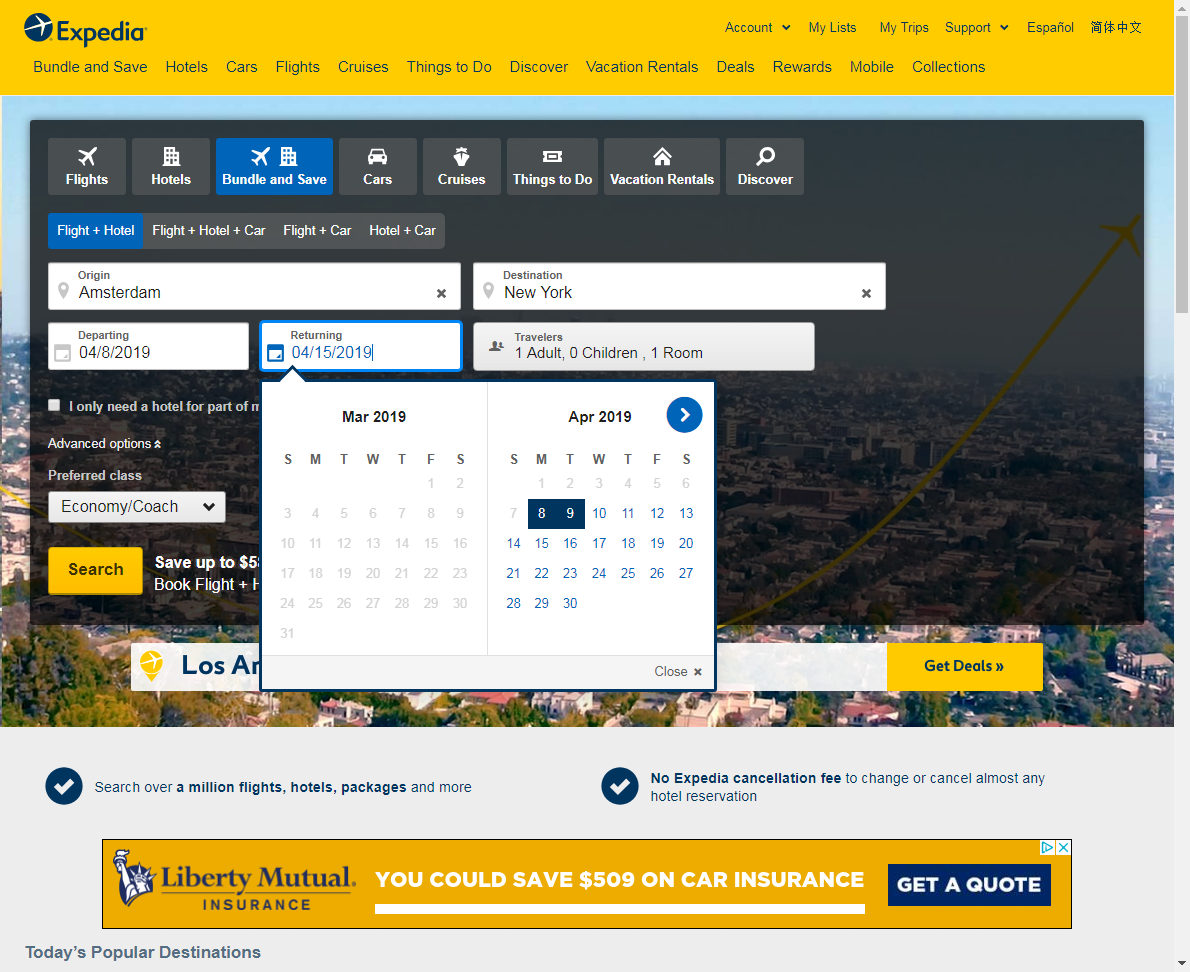 Expedia
Account
My Lists
My Trips
Support
Español
简体中文
Bundle and Save
Hotels
Cars
Flights
Cruises
Things to Do
Discover
Vacation Rentals
Deals
Rewards
Mobile
Collections
Flights
Hotels
Bundle and Save
Cars
Cruises
Things to Do
Vacation Rentals
Discover
Flight + Hotel
Flight + Hotel + Car
Flight + Car
Hotel + Car
Origin
Amsterdam
Destination
New York
Departing
04/8/2019
Returning
04/15/2019
Travelers
1 Adult, 0 Children , 1 Room
I only need a hotel for part of m
Advanced options
Preferred class
Economy/Coach
Search
Save up to $5
Book Flight + H
Mar 2019
S M T W T F S
1 2
3 4 5 6 7 8 9
10 11 12 13 14 15 16
17 18 19 20 21 22 23
24 25 26 27 28 29 30
31
Apr 2019
S M T W T F S
1 2 3 4 5 6
7 8 9 10 11 12 13
14 15 16 17 18 19 20
21 22 23 24 25 26 27
28 29 30
Close ×
Los An
Get Deals »
Search over a million flights, hotels, packages and more
No Expedia cancellation fee to change or cancel almost any
hotel reservation
Liberty Mutual.
INSURANCE
YOU COULD SAVE $509 ON CAR INSURANCE
GET A QUOTE
Today's Popular Destinations